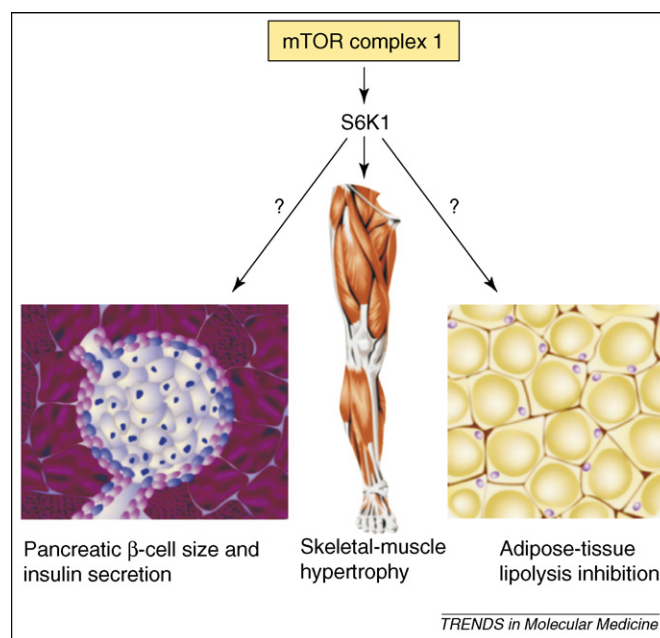 mTOR complex 1
S6K1
?
?
Pancreatic β-cell size and
insulin secretion
Skeletal-muscle
hypertrophy
Adipose-tissue
lipolysis inhibition
TRENDS in Molecular Medicine